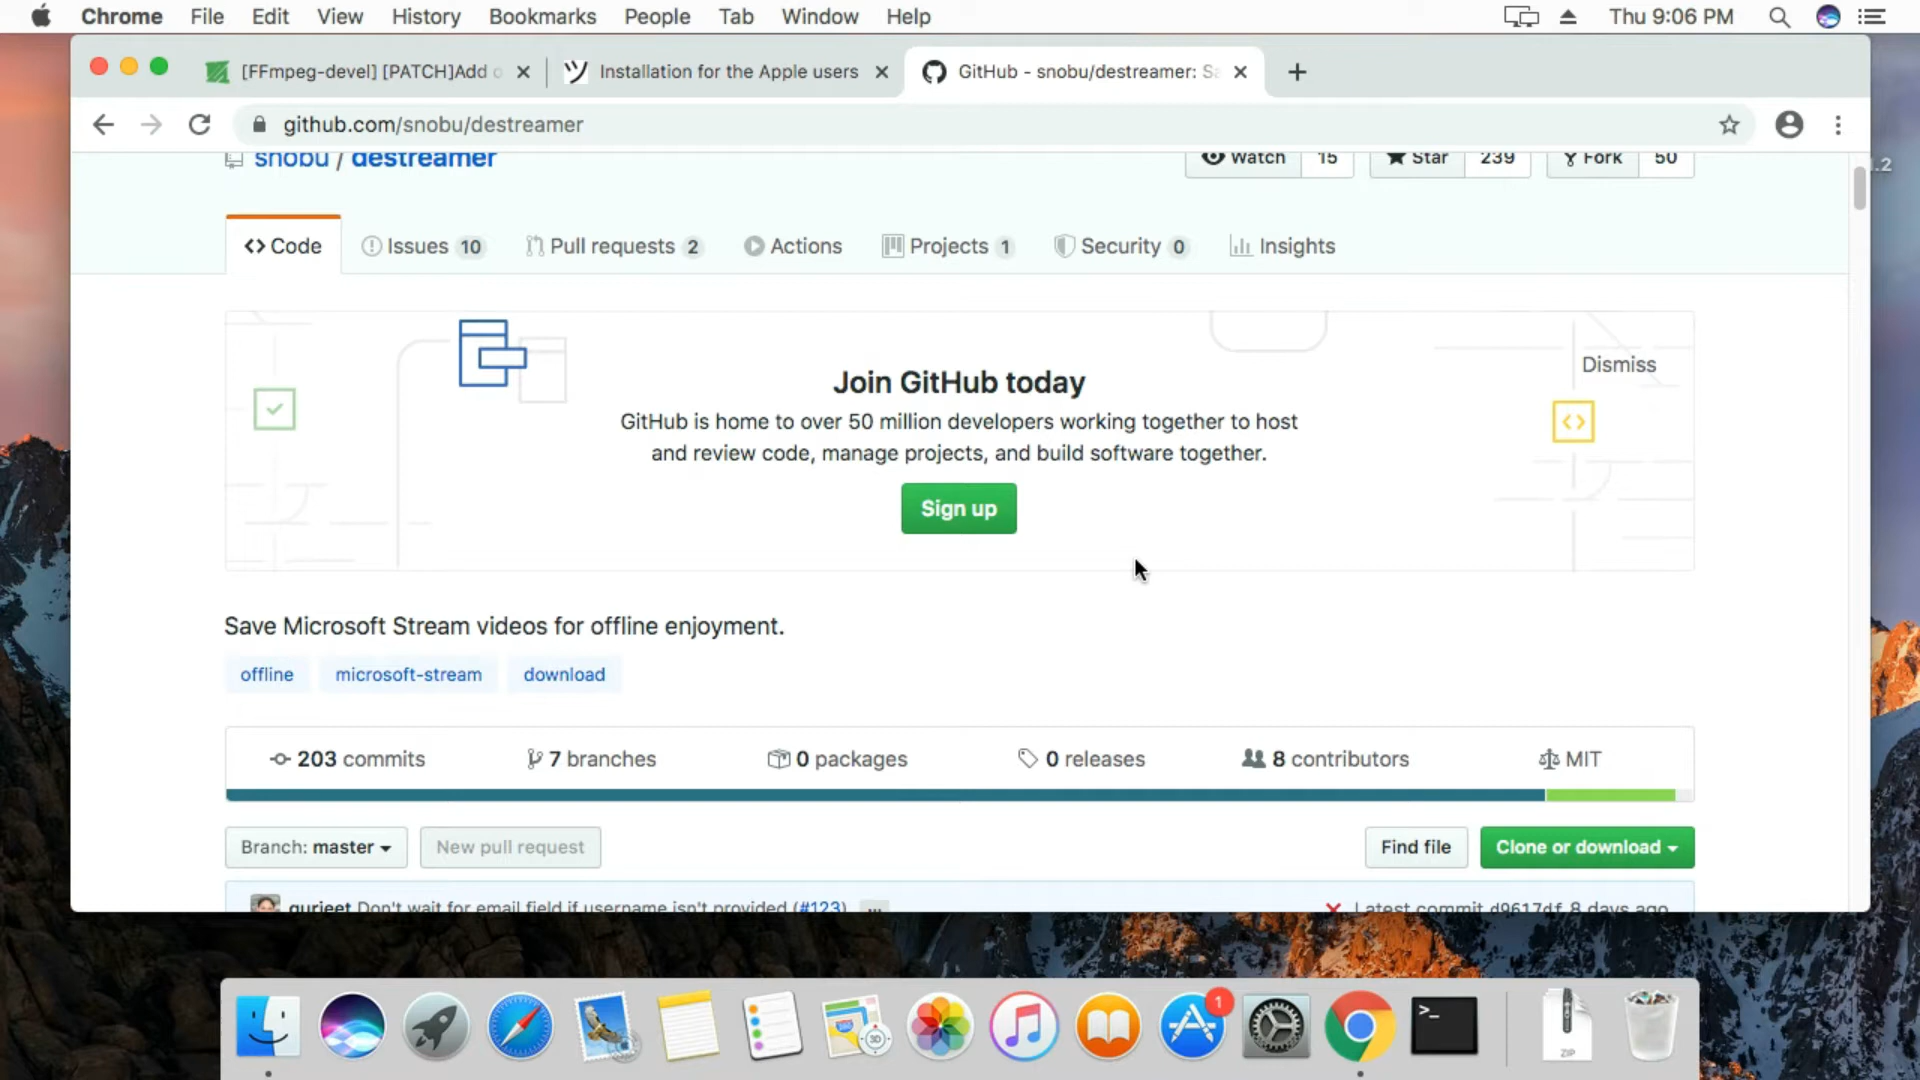 Chrome File Edit View History Bookmarks People Tab Window Help Thu 9:06 PM
[FFmpeg-devel] [PATCH]Add Installation for the Apple users GitHub - snobu/destreamer: Sa
github.com/snobu/destreamer
.2
snobu / destreamer Watch 15 Star 239 Fork 50
<> Code Issues 10 Pull requests 2 Actions Projects 1 Security 0 Insights
Join GitHub today
Dismiss
GitHub is home to over 50 million developers working together to host
and review code, manage projects, and build software together.
Sign up
Save Microsoft Stream videos for offline enjoyment.
offline microsoft-stream download
203 commits 7 branches 0 packages 0 releases 8 contributors MIT
Branch: master New pull request Find file Clone or download
gurjeet Don't wait for email field if username isn't provided (#123) ... Latest commit d9617df 8 days ago
1
3D
>_
ZIP